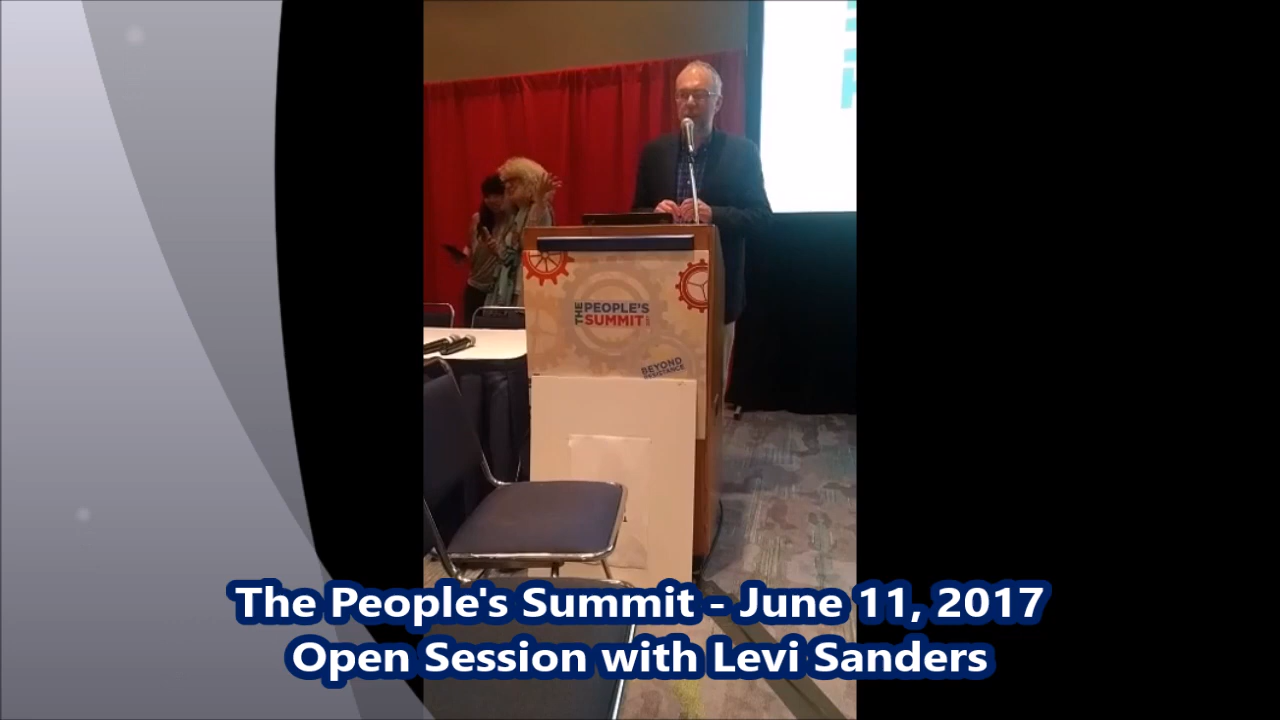 THE PEOPLE'S
SUMMIT
BEYOND
RESISTANCE
The People's Summit - June 11, 2017
Open Session with Levi Sanders